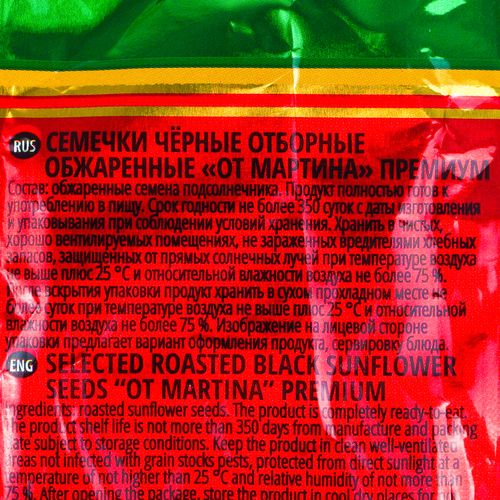 RUS СЕМЕЧКИ ЧЁРНЫЕ ОТБОРНЫЕ
ОБЖАРЕННЫЕ «ОТ МАРТИНА» ПРЕМИУМ
Состав: обжаренные семена подсолнечника. Продукт полностью готов к
употреблению в пищу. Срок годности не более 350 суток с даты изготовления
и упаковывания при соблюдении условий хранения. Хранить в чистых,
хорошо вентилируемых помещениях, не зараженных вредителями хлебных
запасов, защищенных от прямых солнечных лучей при температуре воздуха
не выше плюс 25 °С и относительной влажности воздуха не более 75 %.
После вскрытия упаковки продукт хранить в сухом прохладном месте не
более суток при температуре воздуха не выше плюс 25 °С и относительной
влажности воздуха не более 75 %. Изображение на лицевой стороне
упаковки предлагает вариант оформления продукта, сервировку блюда.
ENG SELECTED ROASTED BLACK SUNFLOWER
SEEDS “OT MARTINA” PREMIUM
Ingredients: roasted sunflower seeds. The product is completely ready-to-eat.
The product shelf life is not more than 350 days from manufacture and packing
date subject to storage conditions. Keep the product in clean well-ventilated
areas not infected with grain stocks pests, protected from direct sunlight at a
temperature of not higher than 25 °C and relative humidity of not more than
75 %. After opening the package, store the product in cool dry place